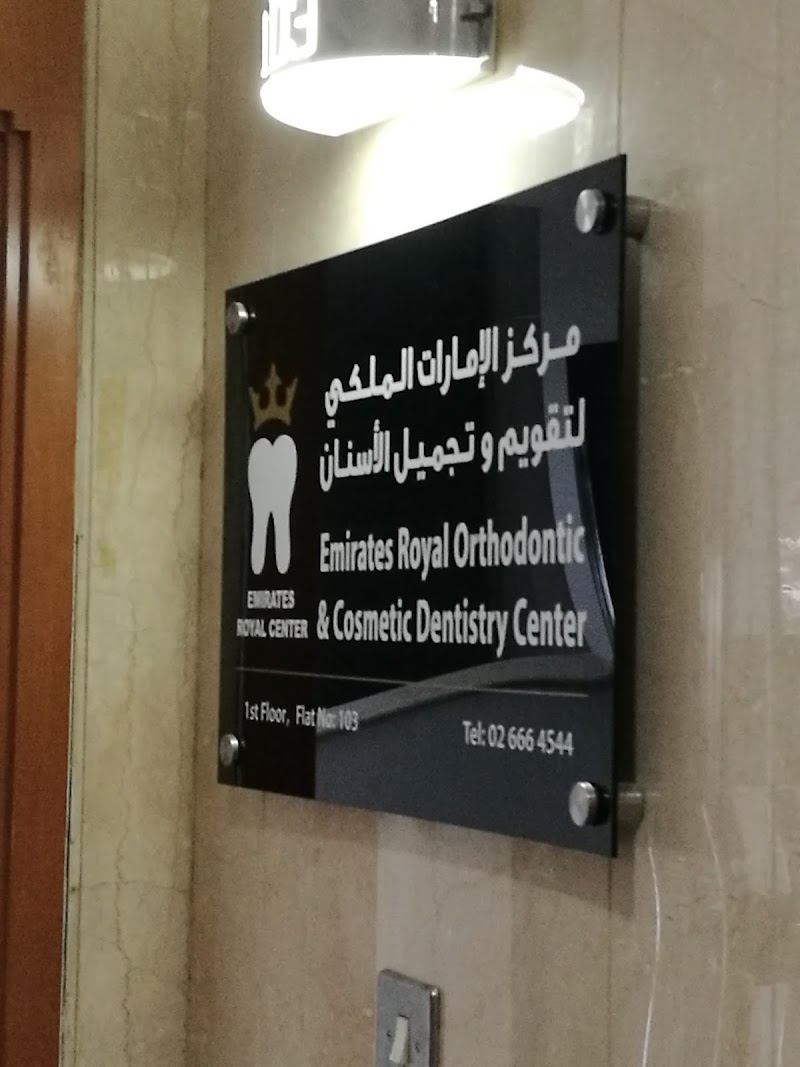 103
مركز الإمارات الملكي
لتقويم و تجميل الأسنان
Emirates Royal Orthodontic
& Cosmetic Dentistry Center
EMIRATES
ROYAL CENTER
1st Floor, Flat No: 103
Tel: 02 666 4544